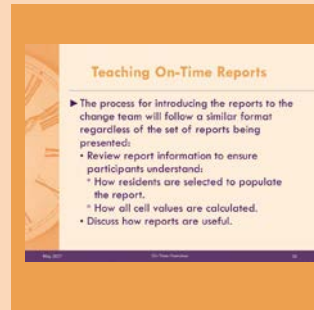 Teaching On-Time Reports
►The process for introducing the reports to the
change team will follow a similar format
regardless of the set of reports being
presented:
• Review report information to ensure
participants understand:
° How residents are selected to populate
the report.
° How all cell values are calculated.
• Discuss how reports are useful.
May 2017
On-Time Overview